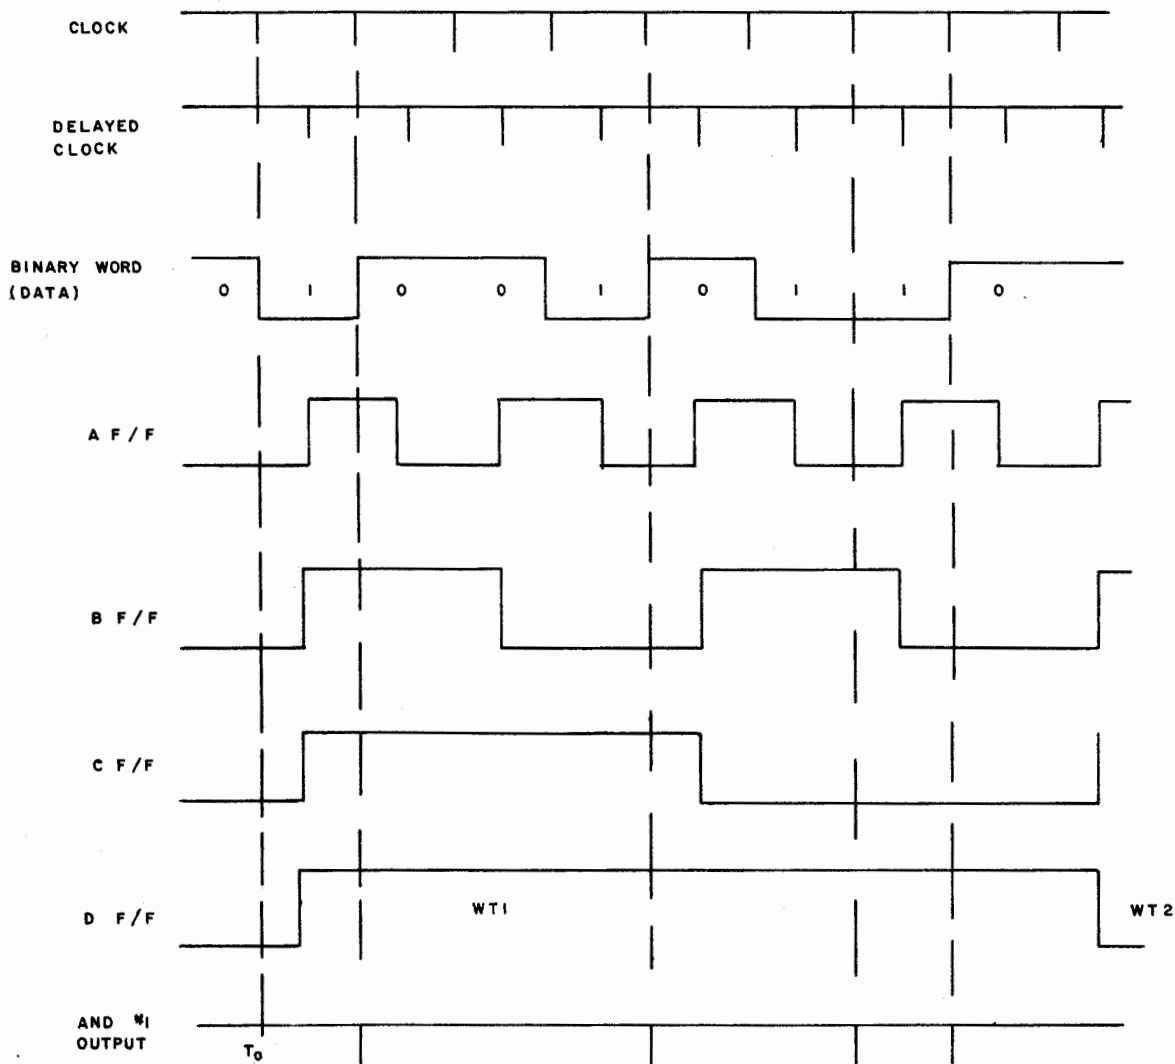 CLOCK
DELAYED
CLOCK
BINARY WORD
(DATA)
0 1 0 0 1 0 1 1 0
A F/F
B F/F
C F/F
D F/F
WT1
WT2
AND #1
OUTPUT
T0